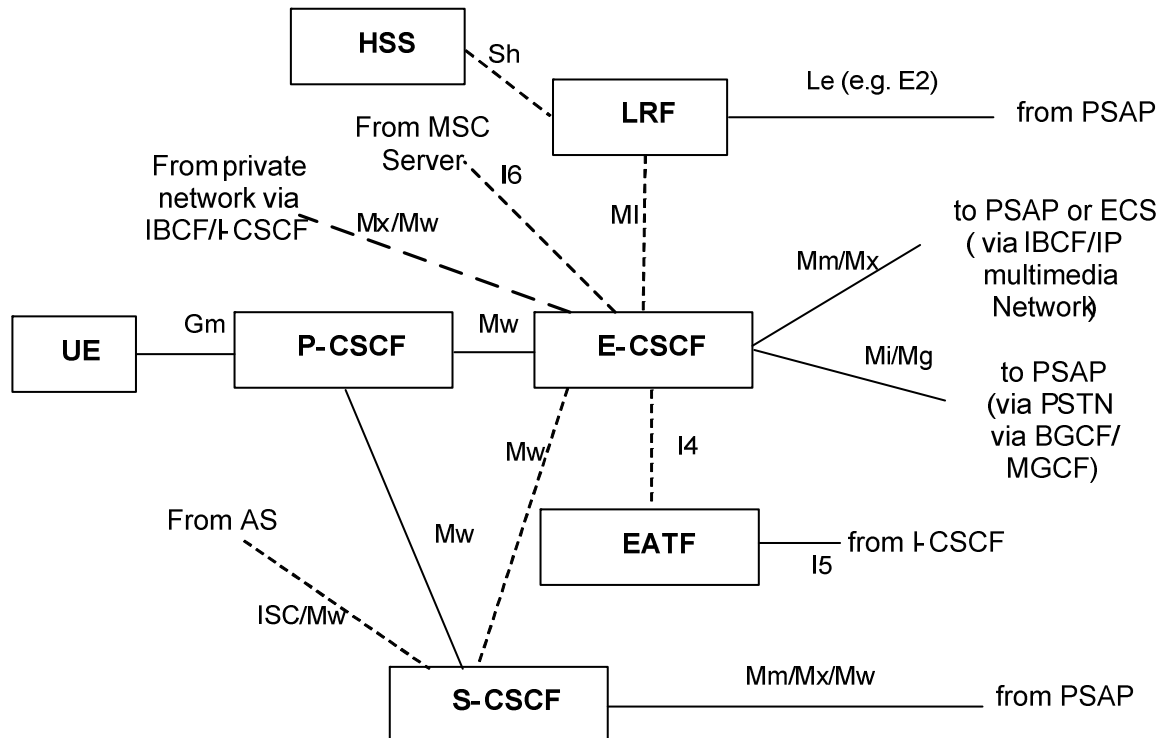 HSS
Sh
Le (e.g. E2)
LRF
from PSAP
From MSC
Server
I6
From private
network via
IBCF/I-CSCF
Mx/Mw
Ml
to PSAP or ECS
( via IBCF/IP
multimedia
Network)
Mm/Mx
Gm
UE
P-CSCF
Mw
E-CSCF
Mi/Mg
to PSAP
(via PSTN
via BGCF/
MGCF)
Mw
I4
From AS
Mw
EATF
from I-CSCF
I5
ISC/Mw
S-CSCF
Mm/Mx/Mw
from PSAP